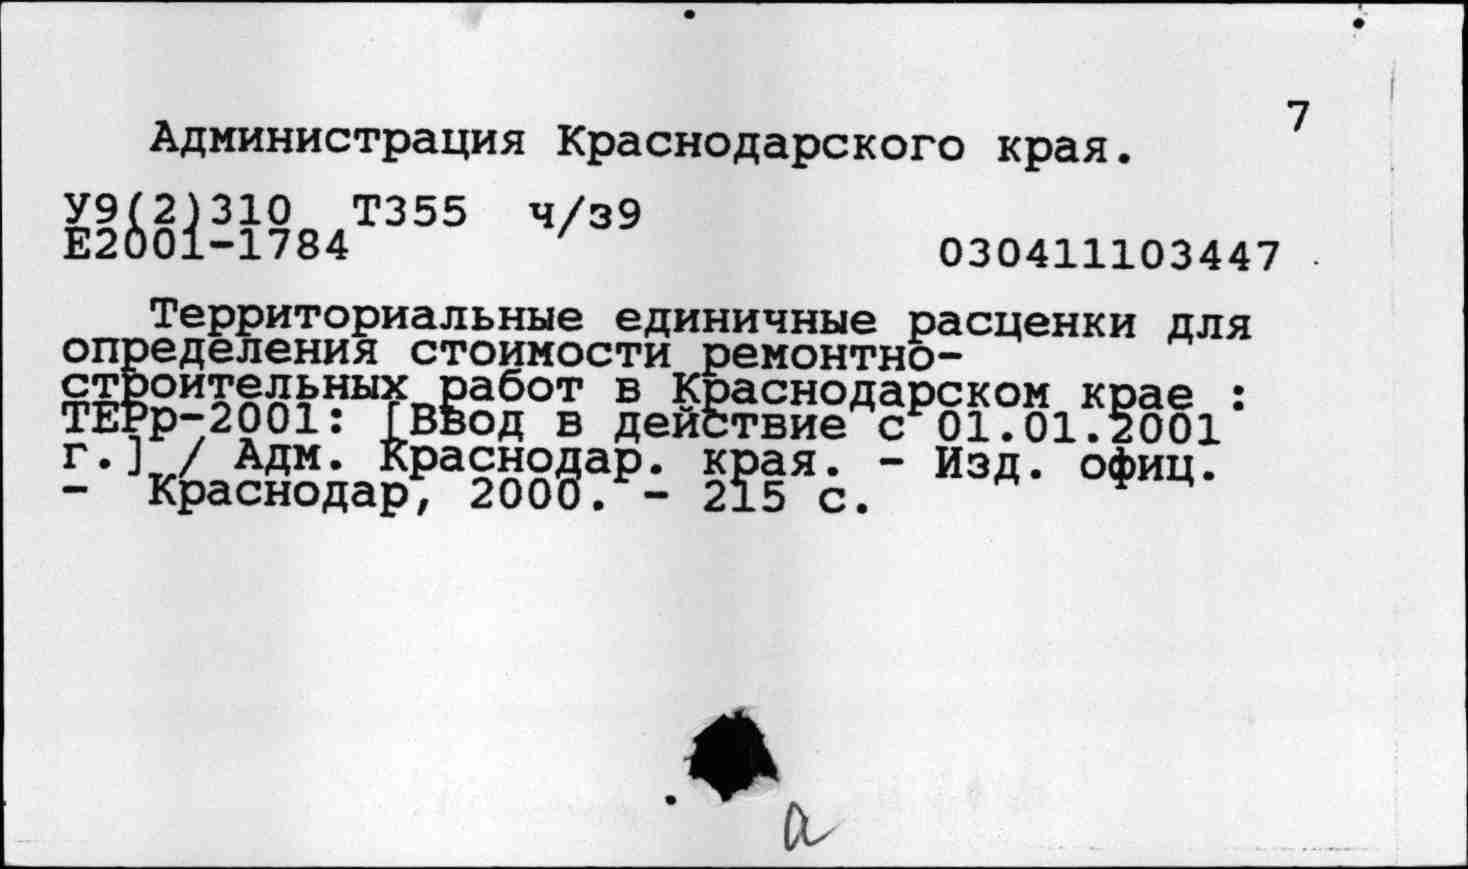 7
Администрация Краснодарского края.
У9(2)310 Т355 ч/з9
Е2001-1784
030411103447
Территориальные единичные расценки для
определения стоимости ремонтно-
строительных работ в Краснодарском крае :
ТЕРр-2001: [Ввод в действие с 01.01.2001
г.] / Адм. Краснодар. края. - Изд. офиц.
- Краснодар, 2000. - 215 с.
а